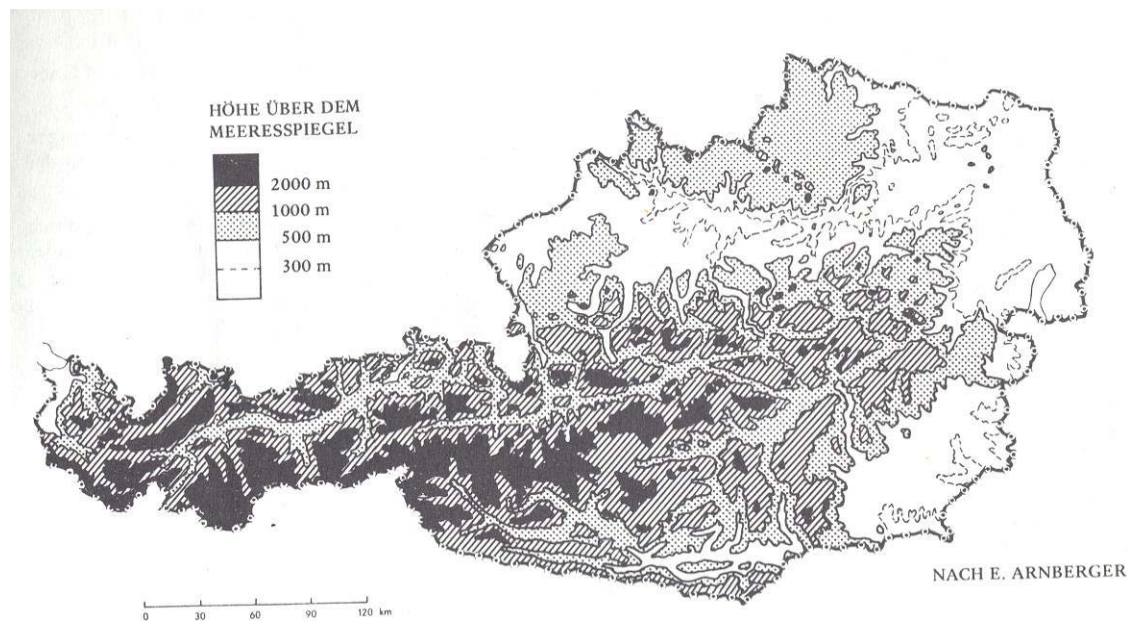 HÖHE ÜBER DEM
MEERESSPIEGEL
2000 m
1000 m
500 m
300 m
NACH E. ARNBERGER
0 30 60 90 120 km